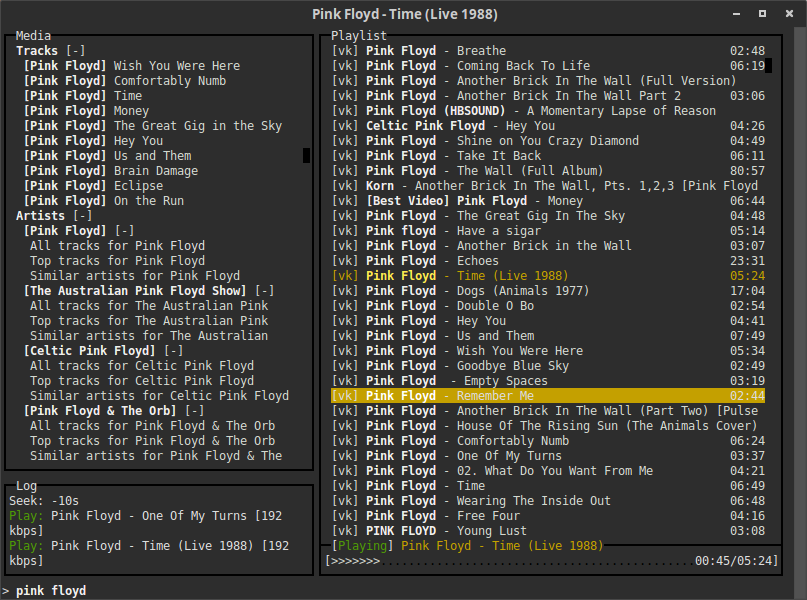 Pink Floyd - Time (Live 1988)
Media
Tracks [-]
[Pink Floyd] Wish You Were Here
[Pink Floyd] Comfortably Numb
[Pink Floyd] Time
[Pink Floyd] Money
[Pink Floyd] The Great Gig in the Sky
[Pink Floyd] Hey You
[Pink Floyd] Us and Them
[Pink Floyd] Brain Damage
[Pink Floyd] Eclipse
[Pink Floyd] On the Run
Artists [-]
[Pink Floyd] [-]
All tracks for Pink Floyd
Top tracks for Pink Floyd
Similar artists for Pink Floyd
[The Australian Pink Floyd Show] [-]
All tracks for The Australian Pink
Top tracks for The Australian Pink
Similar artists for The Australian
[Celtic Pink Floyd] [-]
All tracks for Celtic Pink Floyd
Top tracks for Celtic Pink Floyd
Similar artists for Celtic Pink Floyd
[Pink Floyd & The Orb] [-]
All tracks for Pink Floyd & The Orb
Top tracks for Pink Floyd & The Orb
Similar artists for Pink Floyd & The
Log
Seek: -10s
Play: Pink Floyd - One Of My Turns [192
kbps]
Play: Pink Floyd - Time (Live 1988) [192
kbps]
Playlist
[vk] Pink Floyd - Breathe 02:48
[vk] Pink Floyd - Coming Back To Life 06:19
[vk] Pink Floyd - Another Brick In The Wall (Full Version)
[vk] Pink Floyd - Another Brick In The Wall Part 2 03:06
[vk] Pink Floyd (HBSOUND) - A Momentary Lapse of Reason
[vk] Celtic Pink Floyd - Hey You 04:26
[vk] Pink Floyd - Shine on You Crazy Diamond 04:49
[vk] Pink Floyd - Take It Back 06:11
[vk] Pink Floyd - The Wall (Full Album) 80:57
[vk] Korn - Another Brick In The Wall, Pts. 1,2,3 [Pink Floyd
[vk] [Best Video] Pink Floyd - Money 06:44
[vk] Pink Floyd - The Great Gig In The Sky 04:48
[vk] Pink Floyd - Have a sigar 05:14
[vk] Pink Floyd - Another Brick in the Wall 03:07
[vk] Pink Floyd - Echoes 23:31
[vk] Pink Floyd - Time (Live 1988) 05:24
[vk] Pink Floyd - Dogs (Animals 1977) 17:04
[vk] Pink Floyd - Double O Bo 02:54
[vk] Pink Floyd - Hey You 04:41
[vk] Pink Floyd - Us and Them 07:49
[vk] Pink Floyd - Wish You Were Here 05:34
[vk] Pink Floyd - Goodbye Blue Sky 02:49
[vk] Pink Floyd  - Empty Spaces 03:19
[vk] Pink Floyd - Remember Me 02:44
[vk] Pink Floyd - Another Brick In The Wall (Part Two) [Pulse
[vk] Pink Floyd - House Of The Rising Sun (The Animals Cover)
[vk] Pink Floyd - Comfortably Numb 06:24
[vk] Pink Floyd - One Of My Turns 03:37
[vk] Pink Floyd - 02. What Do You Want From Me 04:21
[vk] Pink Floyd - Time 06:49
[vk] Pink Floyd - Wearing The Inside Out 06:48
[vk] Pink Floyd - Free Four 04:16
[vk] PINK FLOYD - Young Lust 03:08
[Playing] Pink Floyd - Time (Live 1988)
[>>>>>>>.............................................00:45/05:24]
> pink floyd